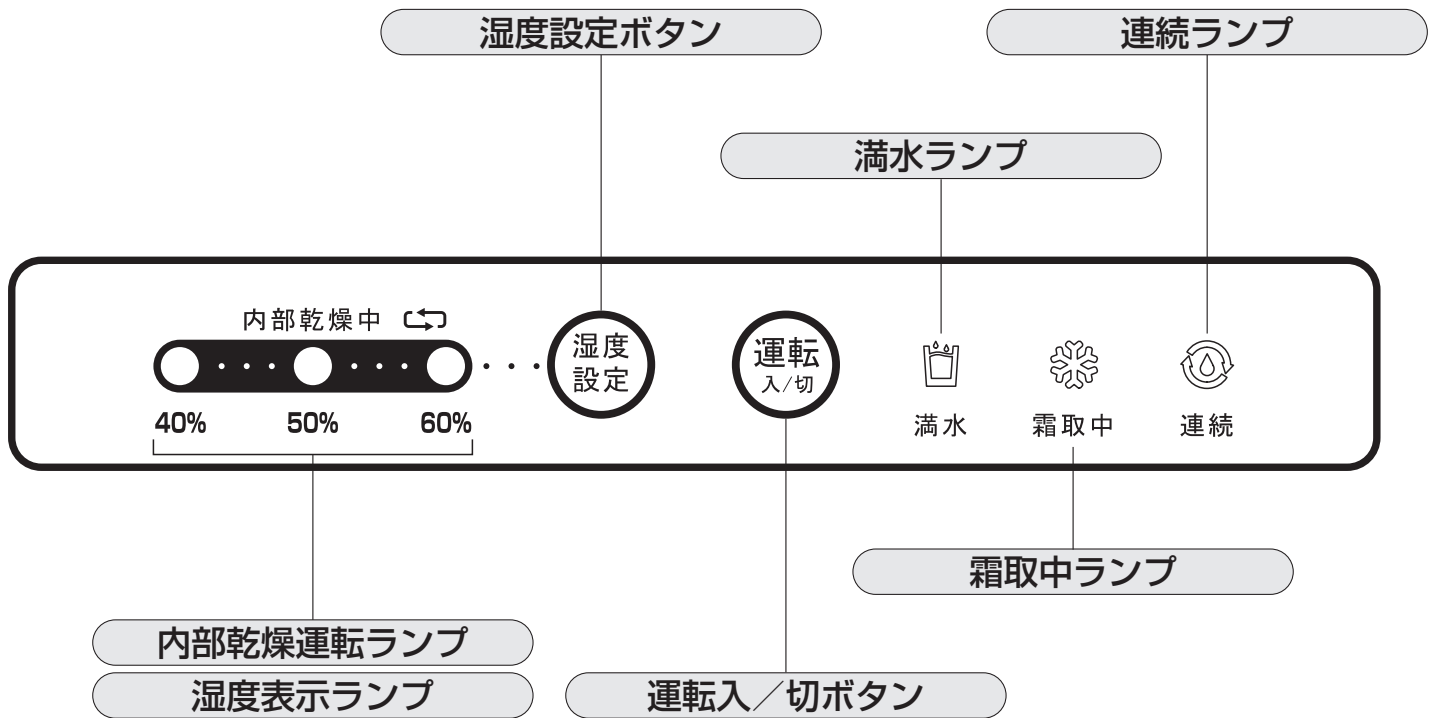 湿度設定ボタン
連続ランプ
満水ランプ
内部乾燥中
湿度
設定
運転
入/切
40%
50%
60%
満水
霜取中
連続
霜取中ランプ
内部乾燥運転ランプ
湿度表示ランプ
運転入／切ボタン